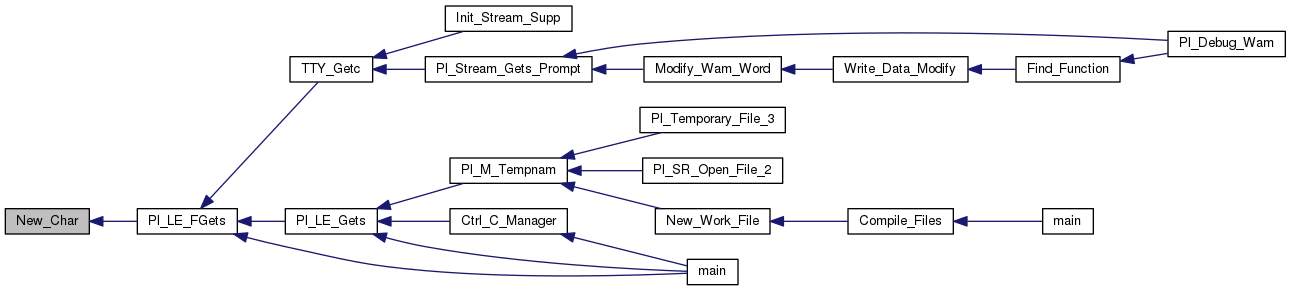 Init_Stream_Supp
Pl_Debug_Wam
TTY_Getc
Pl_Stream_Gets_Prompt
Modify_Wam_Word
Write_Data_Modify
Find_Function
Pl_Temporary_File_3
Pl_M_Tempnam
Pl_SR_Open_File_2
New_Char
Pl_LE_FGets
Pl_LE_Gets
Ctrl_C_Manager
New_Work_File
Compile_Files
main
main